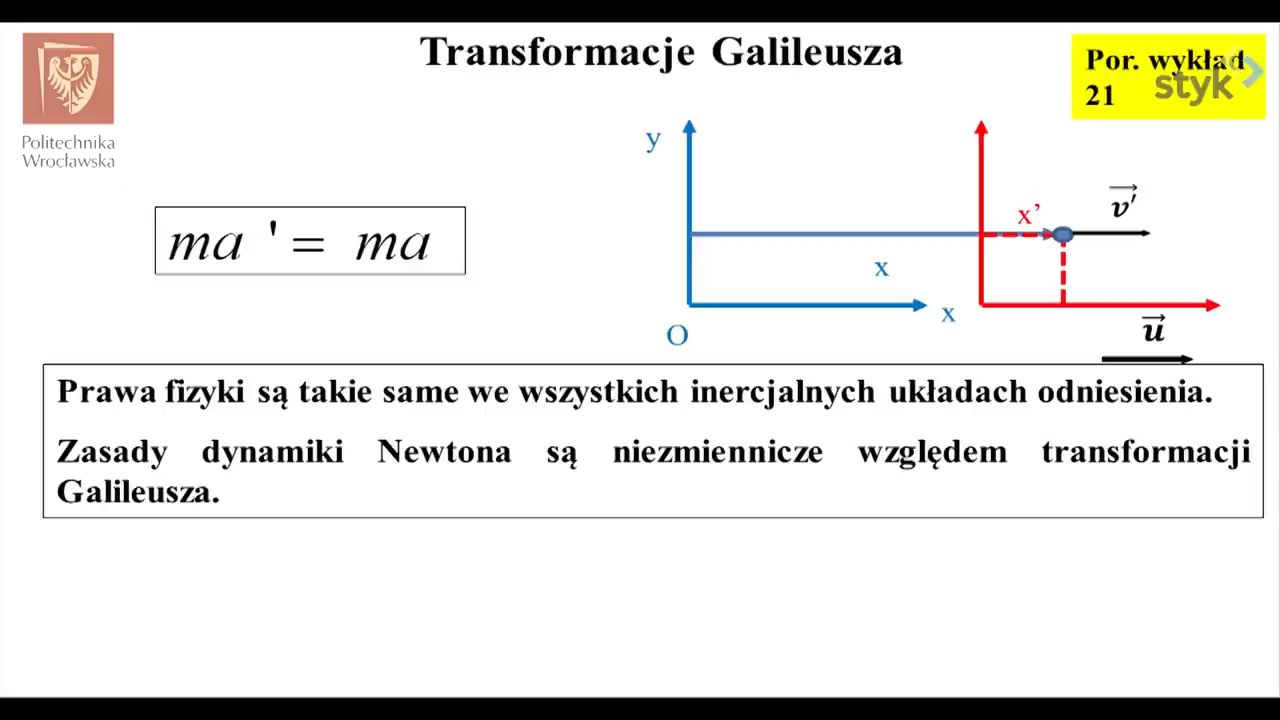 Transformacje Galileusza
Por. wykład
21
styk
Politechnika
Wrocławska
y
x'
v'
ma ' = ma
x
x
O
u
Prawa fizyki są takie same we wszystkich inercjalnych układach odniesienia.
Zasady dynamiki Newtona są niezmiennicze względem transformacji
Galileusza.